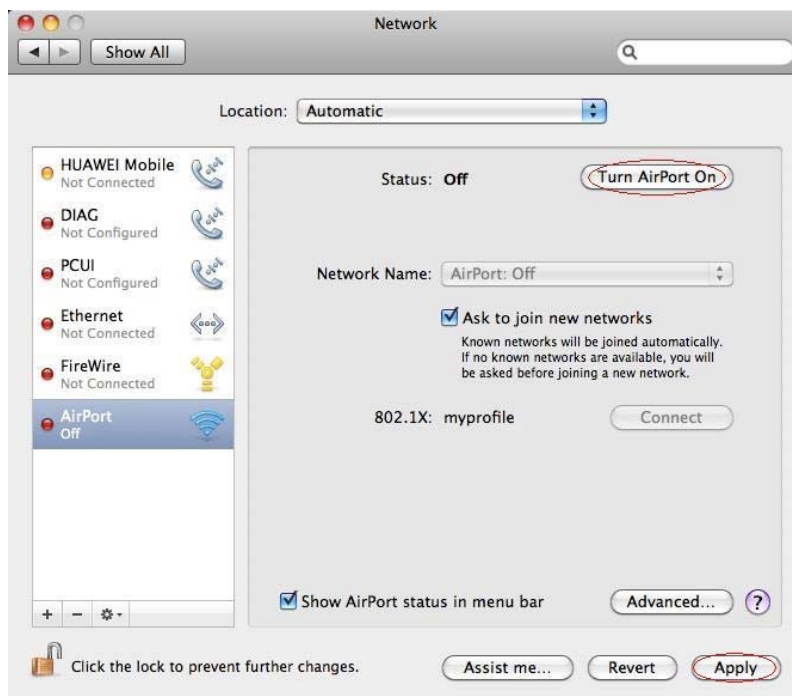 Network
Show All
Location: Automatic
HUAWEI Mobile
Not Connected
DIAG
Not Configured
PCUI
Not Configured
Ethernet
Not Connected
FireWire
Not Connected
AirPort
Off
Status: Off
Turn AirPort On
Network Name: AirPort: Off
Ask to join new networks
Known networks will be joined automatically.
If no known networks are available, you will
be asked before joining a new network.
802.1X: myprofile
Connect
Show AirPort status in menu bar
Advanced...
?
Click the lock to prevent further changes.
Assist me...
Revert
Apply